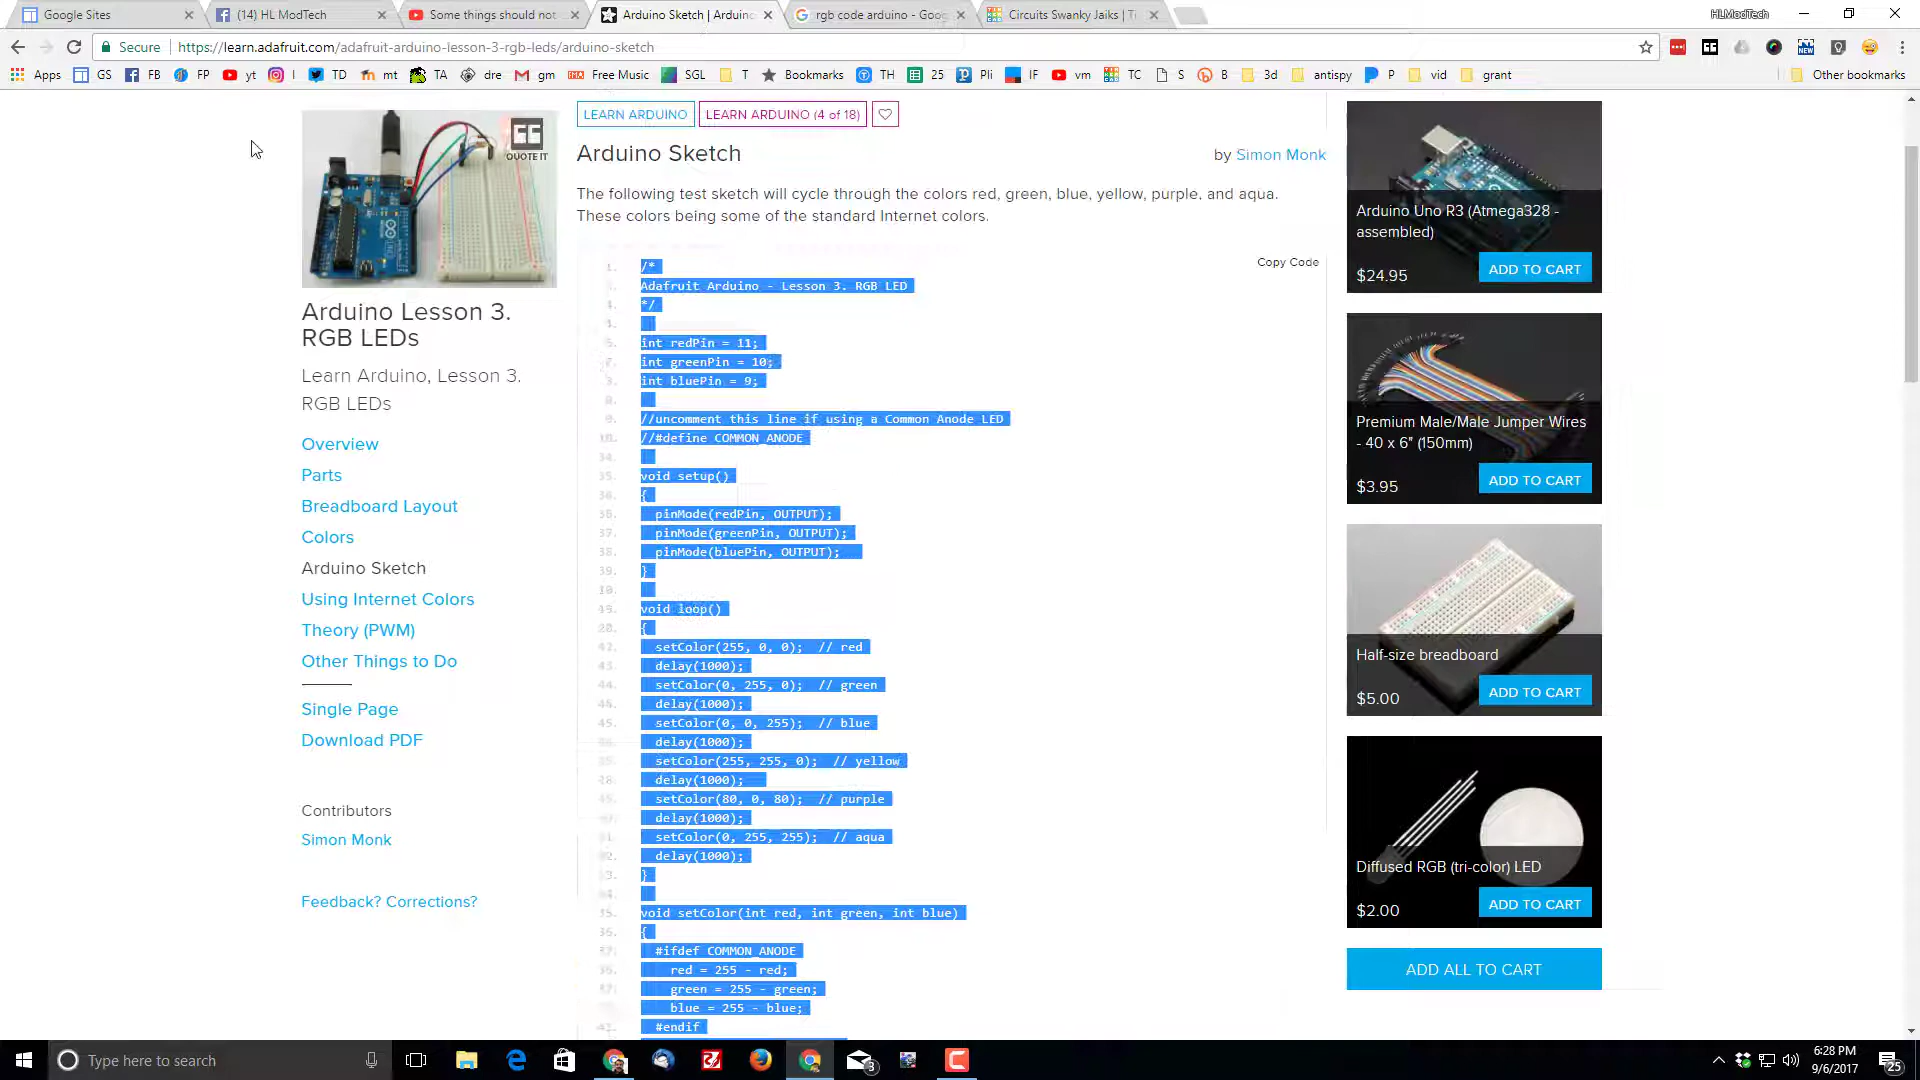 Google Sites
(14) HL ModTech
Some things should not
Arduino Sketch | Arduino
rgb code arduino - Goog
Circuits Swanky Jaiks | Ti
HLModTech
Secure
https://learn.adafruit.com/adafruit-arduino-lesson-3-rgb-leds/arduino-sketch
Apps
GS
FB
FP
yt
I
TD
mt
TA
dre
gm
Free Music
SGL
T
Bookmarks
TH
25
Pli
IF
vm
TC
S
B
3d
antispy
P
vid
grant
Other bookmarks
QUOTE IT
Arduino Lesson 3.
RGB LEDs
Learn Arduino, Lesson 3.
RGB LEDs
Overview
Parts
Breadboard Layout
Colors
Arduino Sketch
Using Internet Colors
Theory (PWM)
Other Things to Do
Single Page
Download PDF
Contributors
Simon Monk
Feedback? Corrections?
LEARN ARDUINO
LEARN ARDUINO (4 of 18)
Arduino Sketch
by Simon Monk
The following test sketch will cycle through the colors red, green, blue, yellow, purple, and aqua.
These colors being some of the standard Internet colors.
Copy Code
/*
Adafruit Arduino - Lesson 3. RGB LED
*/
int redPin = 11;
int greenPin = 10;
int bluePin = 9;
//uncomment this line if using a Common Anode LED
//#define COMMON_ANODE
void setup()
{
pinMode(redPin, OUTPUT);
pinMode(greenPin, OUTPUT);
pinMode(bluePin, OUTPUT);
}
void loop()
{
setColor(255, 0, 0);  // red
delay(1000);
setColor(0, 255, 0);  // green
delay(1000);
setColor(0, 0, 255);  // blue
delay(1000);
setColor(255, 255, 0);  // yellow
delay(1000);
setColor(80, 0, 80);  // purple
delay(1000);
setColor(0, 255, 255);  // aqua
delay(1000);
}
void setColor(int red, int green, int blue)
{
#ifdef COMMON_ANODE
red = 255 - red;
green = 255 - green;
blue = 255 - blue;
#endif
Arduino Uno R3 (Atmega328 -
assembled)
$24.95
ADD TO CART
Premium Male/Male Jumper Wires
- 40 x 6" (150mm)
$3.95
ADD TO CART
Half-size breadboard
$5.00
ADD TO CART
Diffused RGB (tri-color) LED
$2.00
ADD TO CART
ADD ALL TO CART
Type here to search
3
6:28 PM
9/6/2017
25